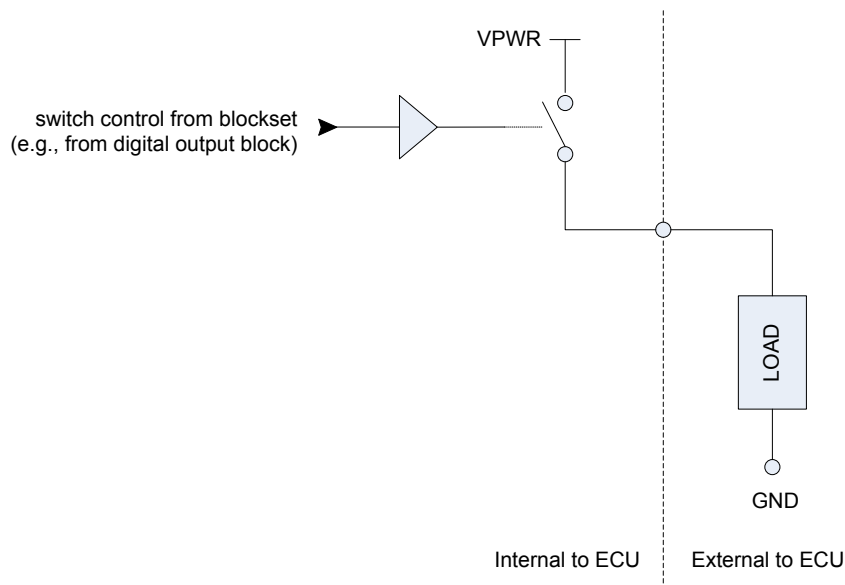 VPWR
switch control from blockset
(e.g., from digital output block)
LOAD
GND
Internal to ECU
External to ECU